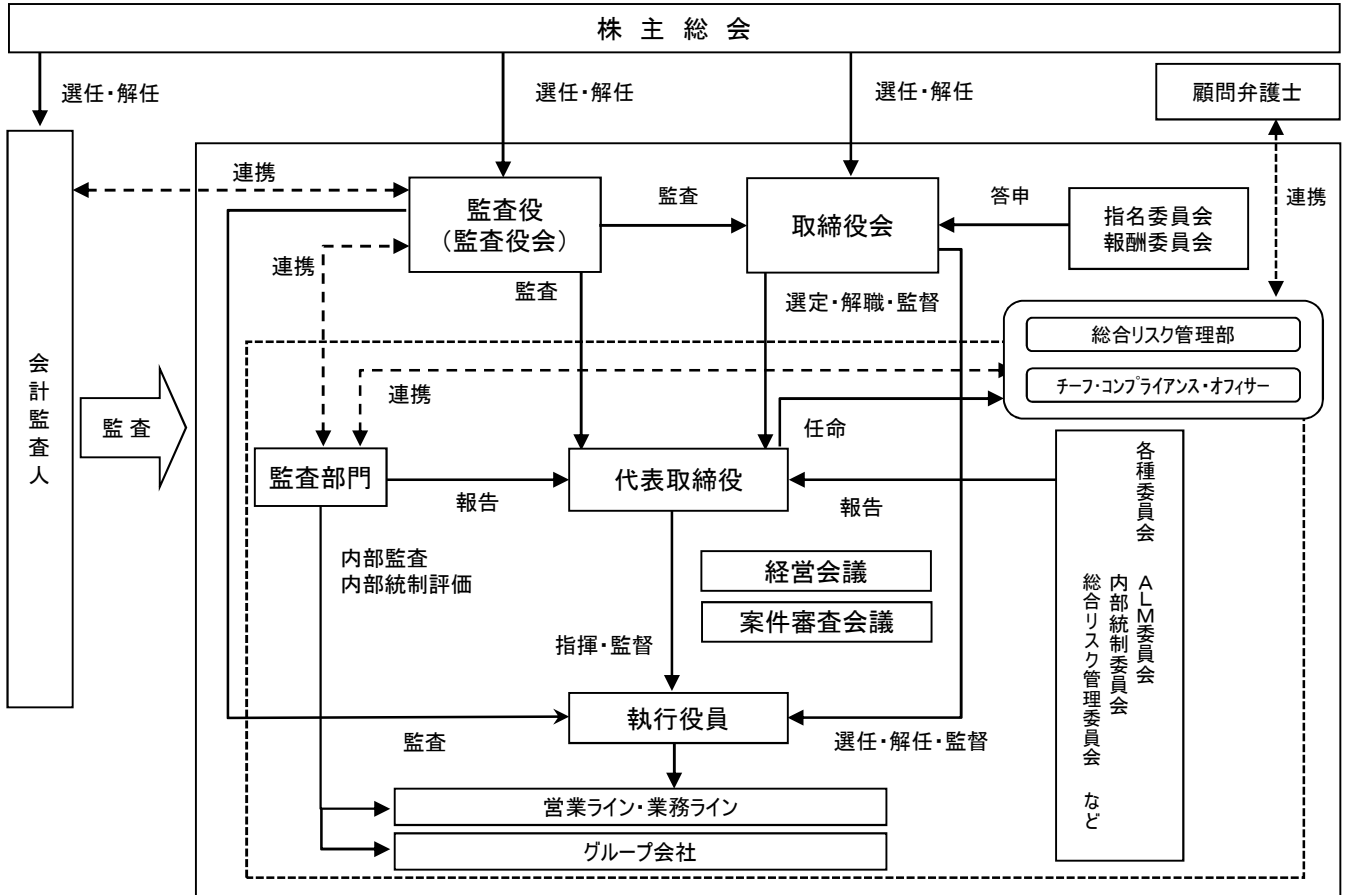 株 主 総 会
選任・解任
選任・解任
選任・解任
顧問弁護士
連携
監査役
（監査役会）
監査
取締役会
答申
指名委員会
報酬委員会
連携
連携
監査
選定・解職・監督
総合リスク管理部
チーフ・コンプライアンス・オフィサー
会計監査人
監 査
連携
任命
監査部門
報告
代表取締役
報告
各種委員会
ALM委員会
内部統制委員会
総合リスク管理委員会 など
内部監査
内部統制評価
経営会議
案件審査会議
指揮・監督
執行役員
監査
選任・解任・監督
営業ライン・業務ライン
グループ会社